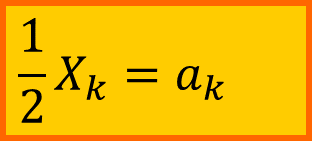 ½ X_k = a_k